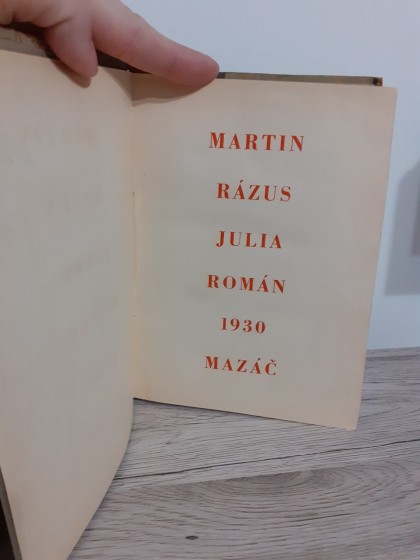 MARTIN
RÁZUS
JULIA
ROMÁN
1930
MAZÁČ